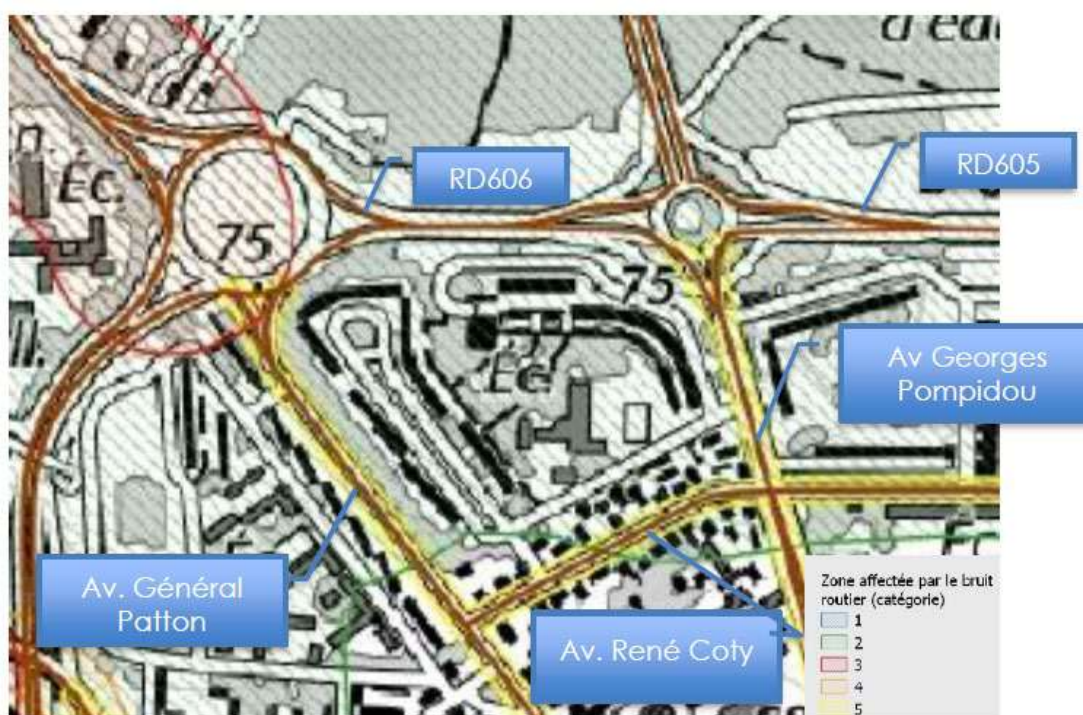 d'eau
RD606
RD605
Éc.
75
75
Éc
Av Georges
Pompidou
Av. Général
Patton
Av. René Coty
Zone affectée par le bruit
routier (catégorie)
1
2
3
4
5